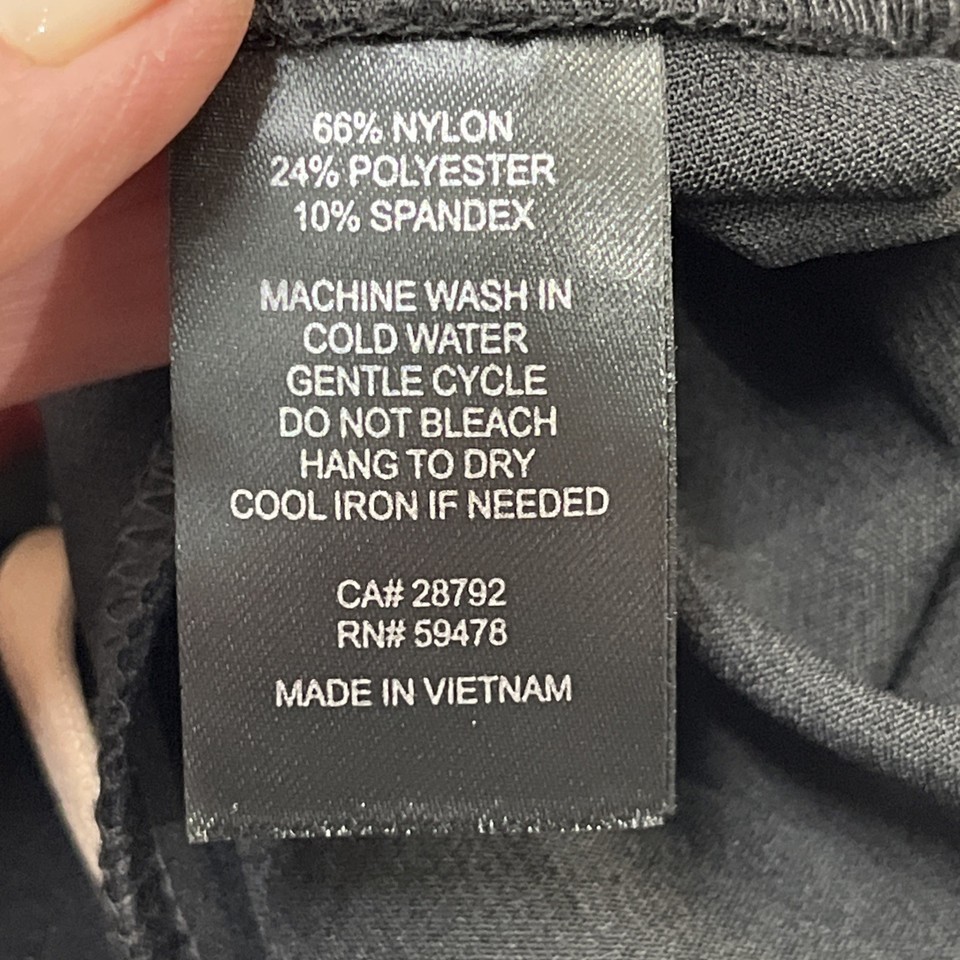 66% NYLON
24% POLYESTER
10% SPANDEX
MACHINE WASH IN
COLD WATER
GENTLE CYCLE
DO NOT BLEACH
HANG TO DRY
COOL IRON IF NEEDED
CA# 28792
RN# 59478
MADE IN VIETNAM